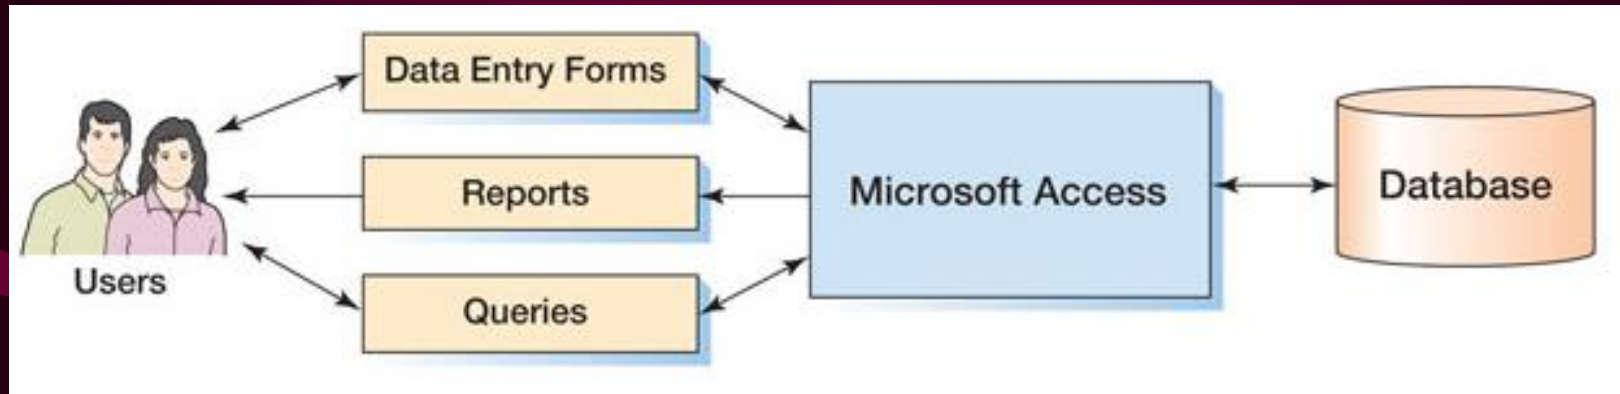 Users
Data Entry Forms
Reports
Queries
Microsoft Access
Database